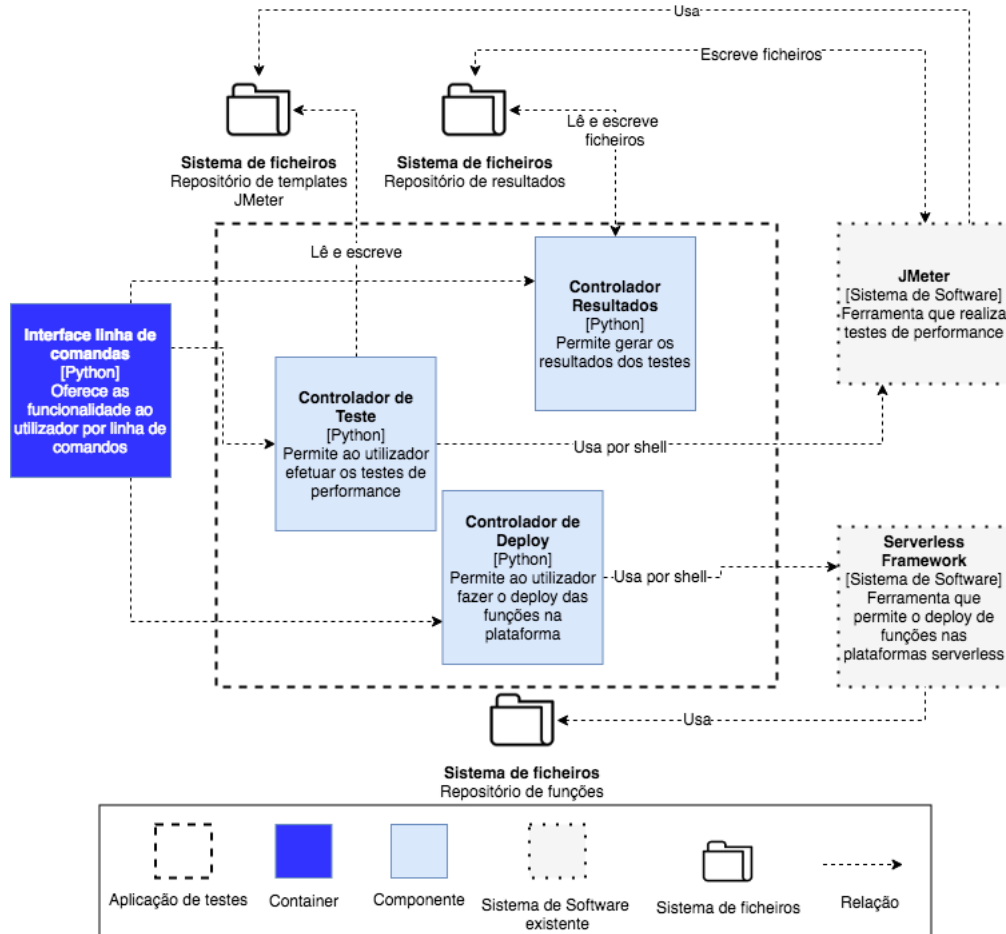 Usa
Escreve ficheiros
Lê e escreve
ficheiros
Sistema de ficheiros
Repositório de templates
JMeter
Sistema de ficheiros
Repositório de resultados
Lê e escreve
Interface linha de
comandas
[Python]
Oferece as
funcionalidade ao
utilizador por linha de
comandos
Controlador
Resultados
[Python]
Permite gerar os
resultados dos testes
JMeter
[Sistema de Software]
Ferramenta que realiza
testes de performance
Controlador de
Teste
[Python]
Permite ao utilizador
efetuar os testes de
performance
Usa por shell
Controlador de
Deploy
[Python]
Permite ao utilizador
fazer o deploy das
funções na
plataforma
Usa por shell
Serverless
Framework
[Sistema de Software]
Ferramenta que
permite o deploy de
funções nas
plataformas serverless
Usa
Sistema de ficheiros
Repositório de funções
Aplicação de testes
Container
Componente
Sistema de Software
existente
Sistema de ficheiros
Relação